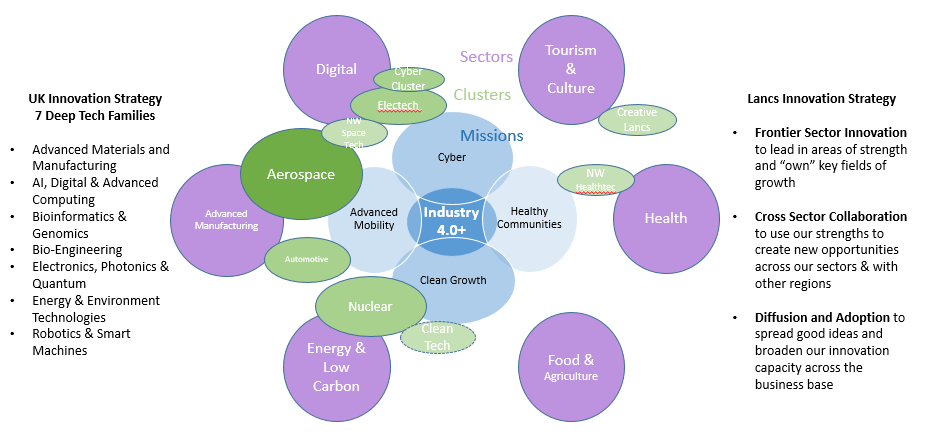 UK Innovation Strategy
7 Deep Tech Families
• Advanced Materials and
Manufacturing
• AI, Digital & Advanced
Computing
• Bioinformatics &
Genomics
• Bio-Engineering
• Electronics, Photonics &
Quantum
• Energy & Environment
Technologies
• Robotics & Smart
Machines
Sectors
Clusters
Missions
Digital
Cyber
Cluster
Electech
NW
Space
Tech
Aerospace
Advanced
Manufacturing
Automotive
Nuclear
Clean
Tech
Energy &
Low
Carbon
Cyber
Advanced
Mobility
Industry
4.0+
Healthy
Communities
Clean Growth
Tourism
&
Culture
Creative
Lancs
NW
Healthtec
Health
Food &
Agriculture
Lancs Innovation Strategy
• Frontier Sector Innovation
to lead in areas of strength
and “own” key fields of
growth
• Cross Sector Collaboration
to use our strengths to
create new opportunities
across our sectors & with
other regions
• Diffusion and Adoption to
spread good ideas and
broaden our innovation
capacity across the
business base